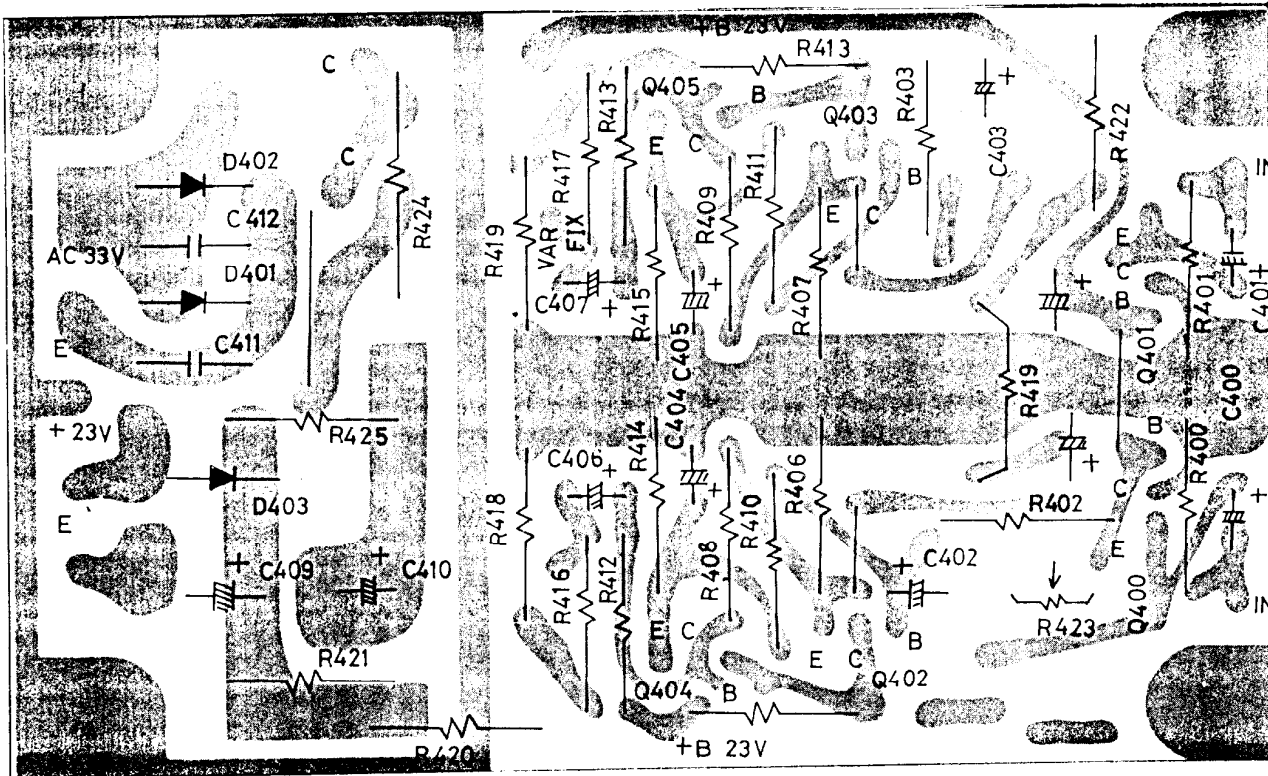 +B 23V
R413
C
Q405
R413
B
R403
+
Q403
C403
R422
D402
C
E
C
R411
R417
B
IN
C412
R424
R409
E
C
E
VAR
FIX
R419
AC 33V
D401
C
R401
C401+
C407
+
R415
+
R407
+
B
E
C411
C405
Q401
+23V
R425
R419
C400
C404
R414
B
R400
C406
+
+
R406
+
D403
R418
+
C
+
E
R410
R402
+
C409
+
C410
R416
R412
R408
+
C402
E
IN
Q400
R423
E
C
B
R421
E
C
Q404
B
Q402
R420
+B 23V